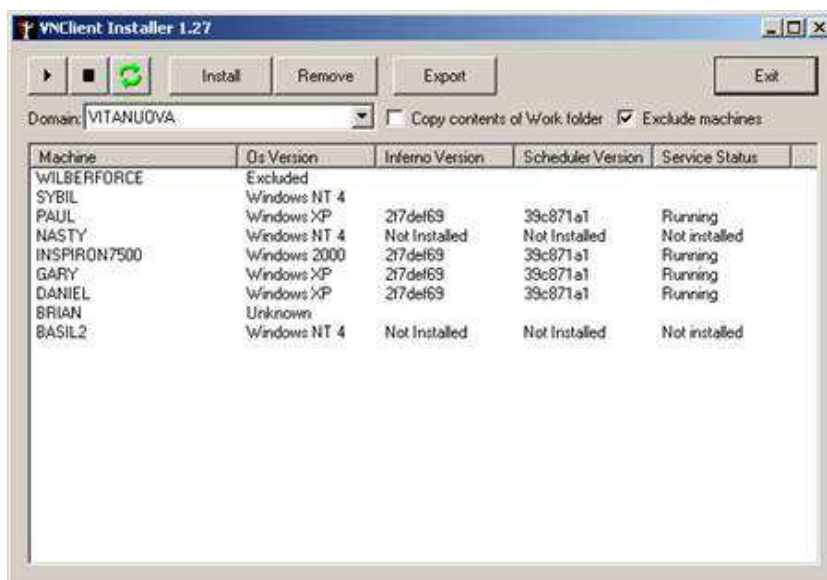 VNClient Installer 1.27
Install Remove Export Exit
Domain: VITANUOVA Copy contents of Work folder Exclude machines
Machine Os Version Inferno Version Scheduler Version Service Status
WILBERFORCE Excluded
SYBIL Windows NT 4
PAUL Windows XP 2f7def69 39c871a1 Running
NASTY Windows NT 4 Not Installed Not Installed Not installed
INSPIRON7500 Windows 2000 2f7def69 39c871a1 Running
GARY Windows XP 2f7def69 39c871a1 Running
DANIEL Windows XP 2f7def69 39c871a1 Running
BRIAN Unknown
BASIL2 Windows NT 4 Not Installed Not Installed Not installed